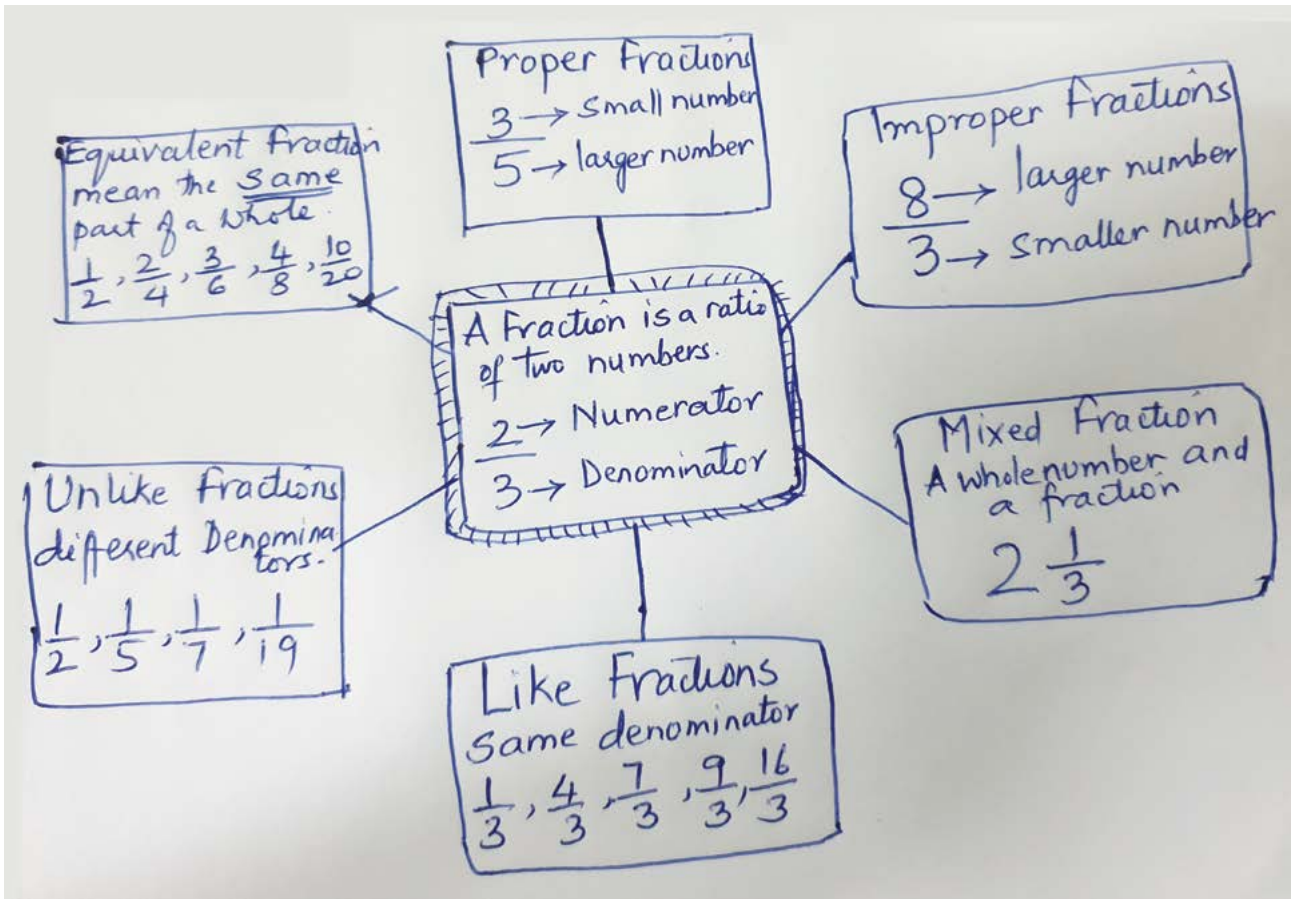 Proper Fractions
3 → small number
5 → larger number
Improper Fractions
8 → larger number
3 → smaller number
Equivalent fraction
mean the same
part of a whole.
1/2, 2/4, 3/6, 4/8, 10/20
A Fraction is a ratio
of two numbers.
2 → Numerator
3 → Denominator
Mixed Fraction
A whole number and
a fraction
2 1/3
Unlike fractions
different Denomina
tors.
1/2, 1/5, 1/7, 1/19
Like Fractions
same denominator
1/3, 4/3, 7/3, 9/3, 16/3